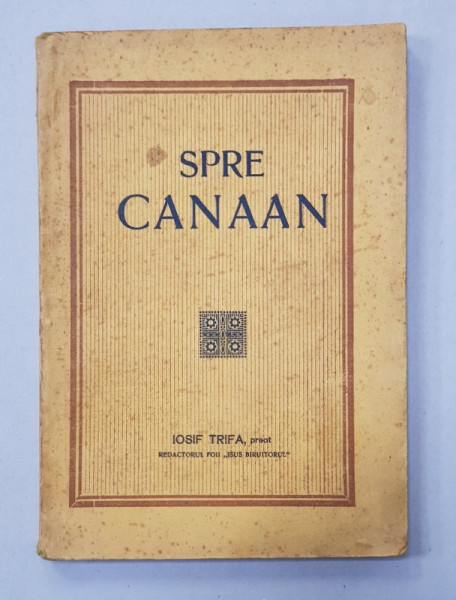 SPRE
CANAAN
IOSIF TRIFA, preot
REDACTORUL FOII „ISUS BIRUITORUL"